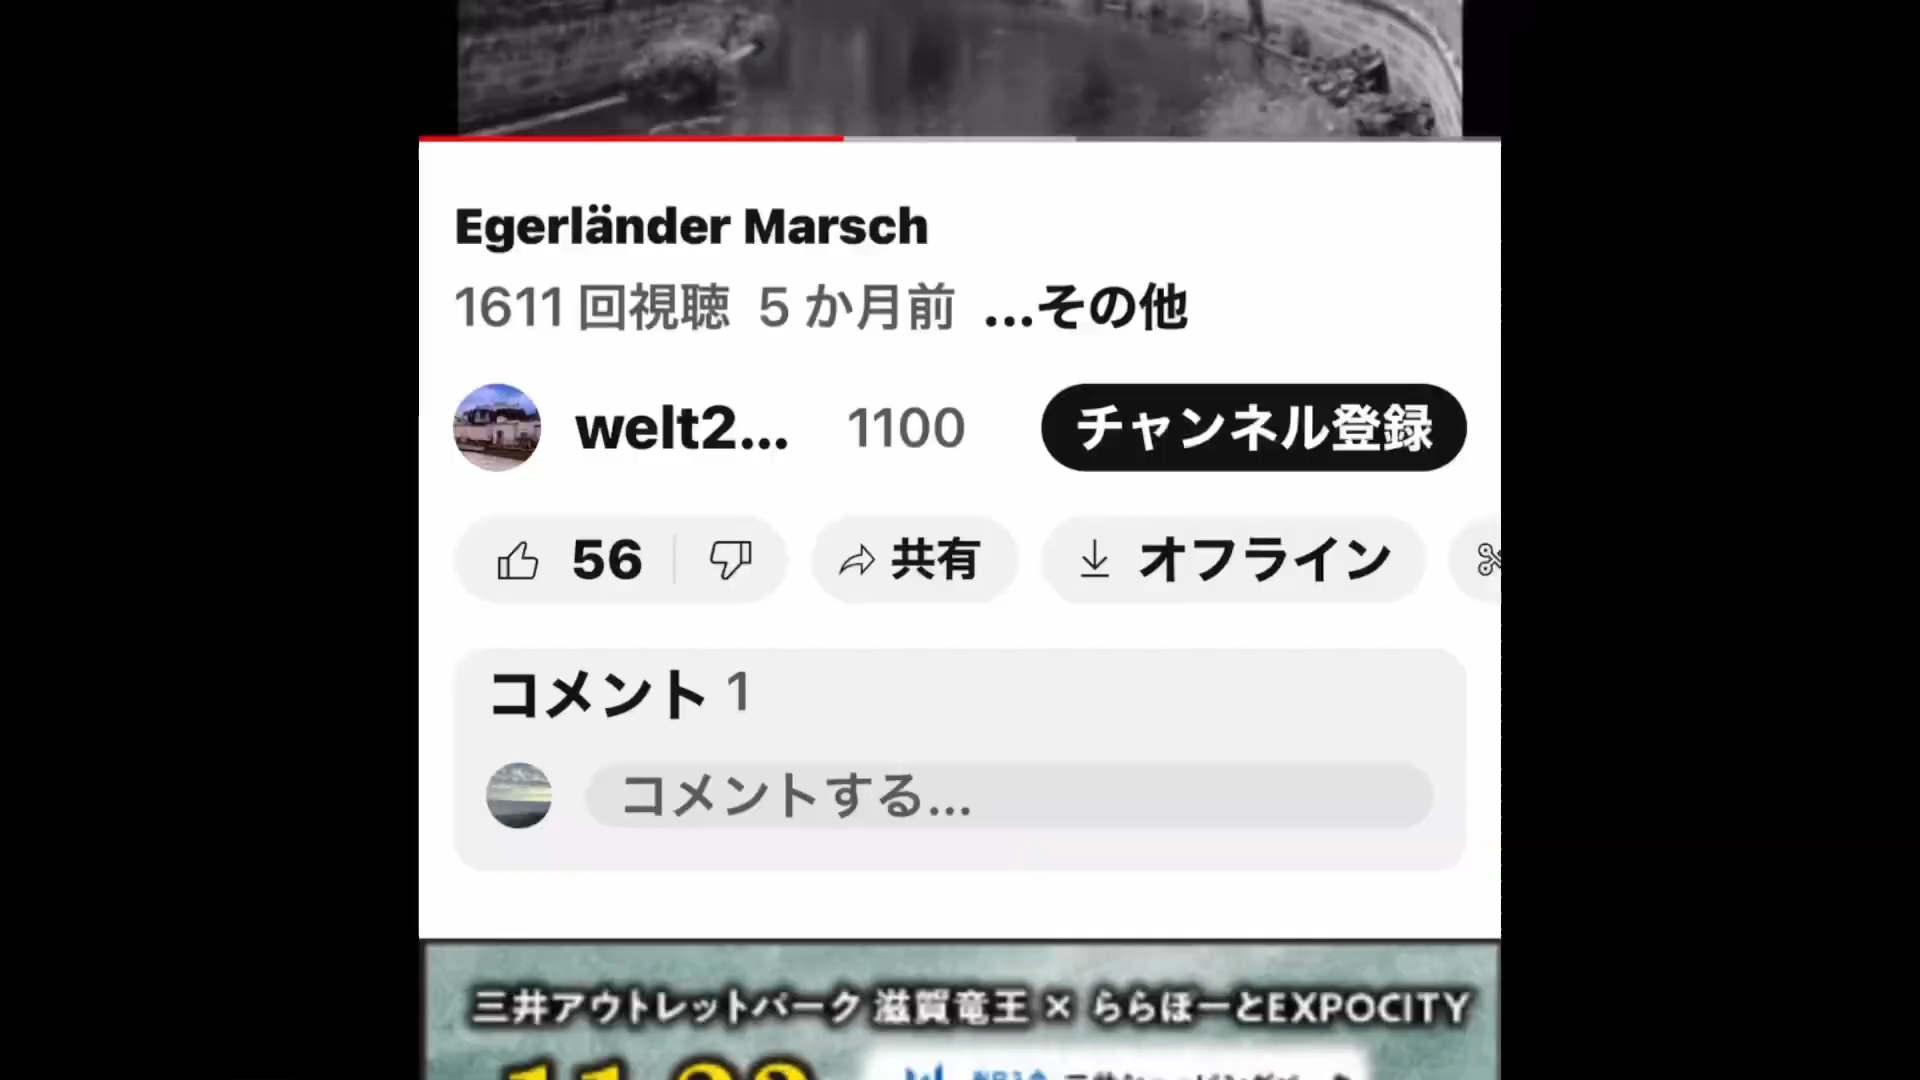 Egerländer Marsch
1611 回視聴 5 か月前 ...その他
welt2... 1100 チャンネル登録
56 共有 オフライン
コメント 1
コメントする...
三井アウトレットパーク 滋賀竜王 × ららぽーとEXPOCITY